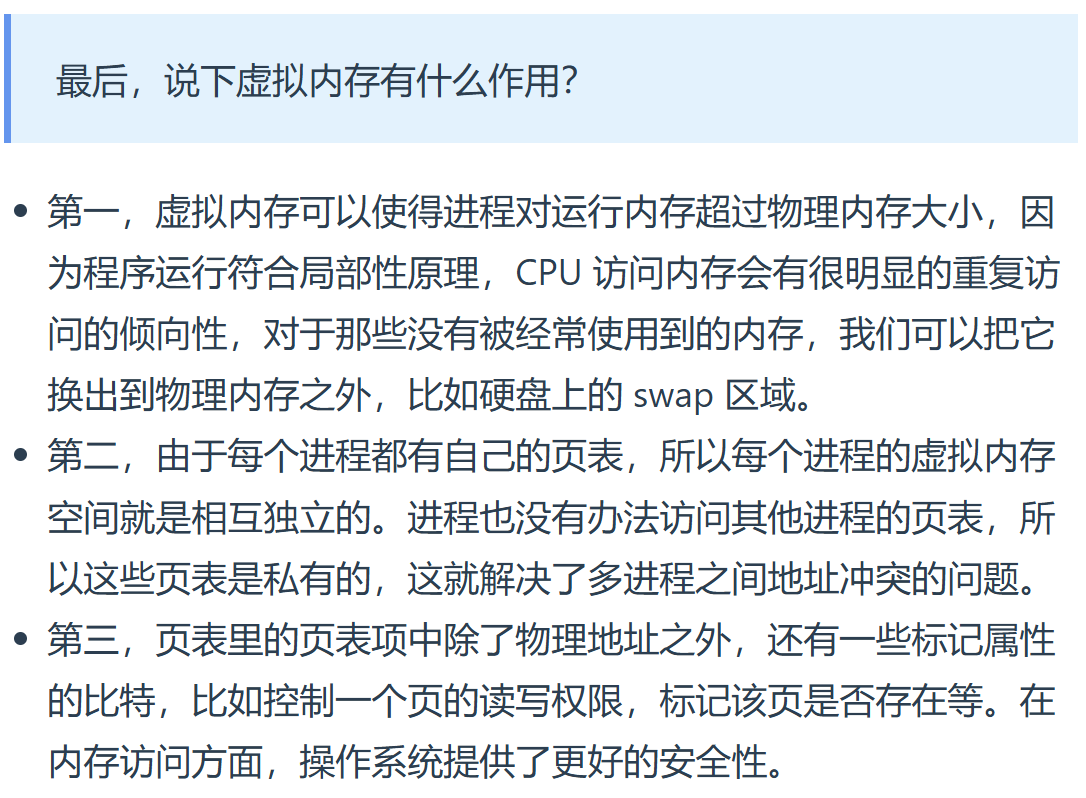 最后，说下虚拟内存有什么作用？
第一，虚拟内存可以使得进程对运行内存超过物理内存大小，因
为程序运行符合局部性原理，CPU 访问内存会有很明显的重复访
问的倾向性，对于那些没有被经常使用到的内存，我们可以把它
换出到物理内存之外，比如硬盘上的 swap 区域。
第二，由于每个进程都有自己的页表，所以每个进程的虚拟内存
空间就是相互独立的。进程也没有办法访问其他进程的页表，所
以这些页表是私有的，这就解决了多进程之间地址冲突的问题。
第三，页表里的页表项中除了物理地址之外，还有一些标记属性
的比特，比如控制一个页的读写权限，标记该页是否存在等。在
内存访问方面，操作系统提供了更好的安全性。